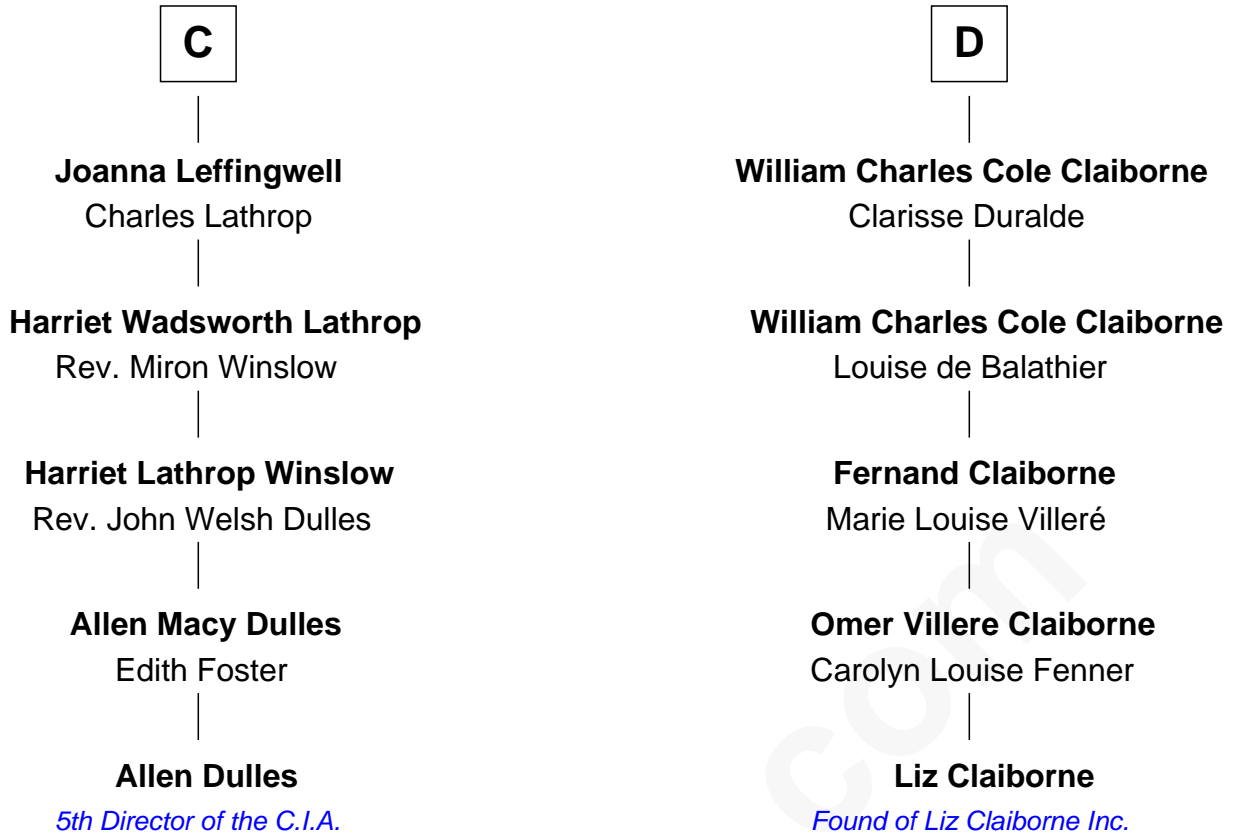 C
Joanna Leffingwell
Charles Lathrop
Harriet Wadsworth Lathrop
Rev. Miron Winslow
Harriet Lathrop Winslow
Rev. John Welsh Dulles
Allen Macy Dulles
Edith Foster
Allen Dulles
5th Director of the C.I.A.
D
William Charles Cole Claiborne
Clarisse Duralde
William Charles Cole Claiborne
Louise de Balathier
Fernand Claiborne
Marie Louise Villeré
Omer Villere Claiborne
Carolyn Louise Fenner
Liz Claiborne
Found of Liz Claiborne Inc.
com